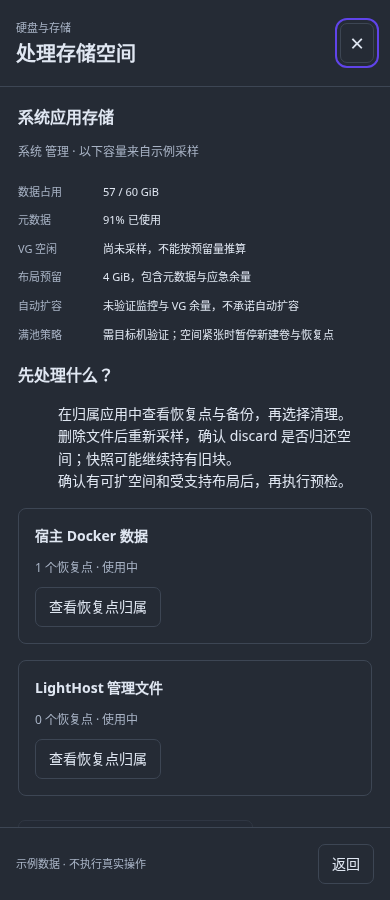 硬盘与存储
处理存储空间
系统应用存储
系统 管理 · 以下容量来自示例采样
数据占用 57 / 60 GiB
元数据 91% 已使用
VG 空闲 尚未采样，不能按预留量推算
布局预留 4 GiB，包含元数据与应急余量
自动扩容 未验证监控与 VG 余量，不承诺自动扩容
满池策略 需目标机验证；空间紧张时暂停新建卷与恢复点
先处理什么？
在归属应用中查看恢复点与备份，再选择清理。
删除文件后重新采样，确认 discard 是否归还空
间；快照可能继续持有旧块。
确认有可扩空间和受支持布局后，再执行预检。
宿主 Docker 数据
1 个恢复点 · 使用中
查看恢复点归属
LightHost 管理文件
0 个恢复点 · 使用中
查看恢复点归属
示例数据 · 不执行真实操作
返回